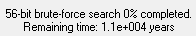 56-bit brute-force search 0% completed.
Remaining time: 1.1e+004 years